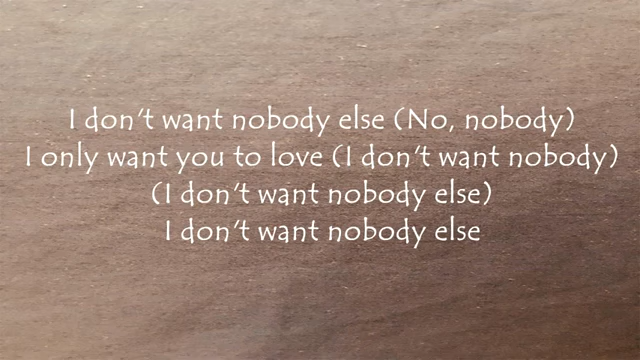 I don't want nobody else (No, nobody)
I only want you to love (I don't want nobody)
(I don't want nobody else)
I don't want nobody else